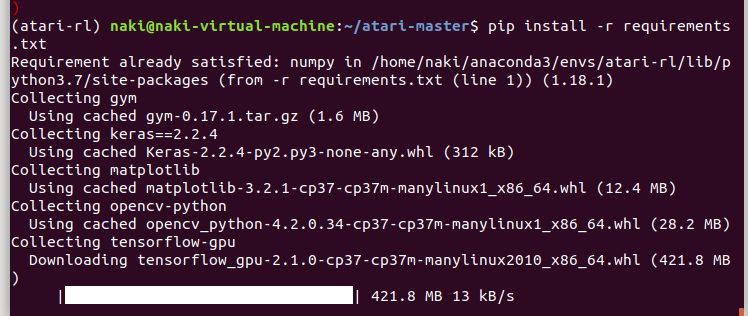 )
(atari-rl) naki@naki-virtual-machine:~/atari-master$ pip install -r requirements
.txt
Requirement already satisfied: numpy in /home/naki/anaconda3/envs/atari-rl/lib/p
ython3.7/site-packages (from -r requirements.txt (line 1)) (1.18.1)
Collecting gym
  Using cached gym-0.17.1.tar.gz (1.6 MB)
Collecting keras==2.2.4
  Using cached Keras-2.2.4-py2.py3-none-any.whl (312 kB)
Collecting matplotlib
  Using cached matplotlib-3.2.1-cp37-cp37m-manylinux1_x86_64.whl (12.4 MB)
Collecting opencv-python
  Using cached opencv_python-4.2.0.34-cp37-cp37m-manylinux1_x86_64.whl (28.2 MB)
Collecting tensorflow-gpu
  Downloading tensorflow_gpu-2.1.0-cp37-cp37m-manylinux2010_x86_64.whl (421.8 MB
)
     |                                | 421.8 MB 13 kB/s